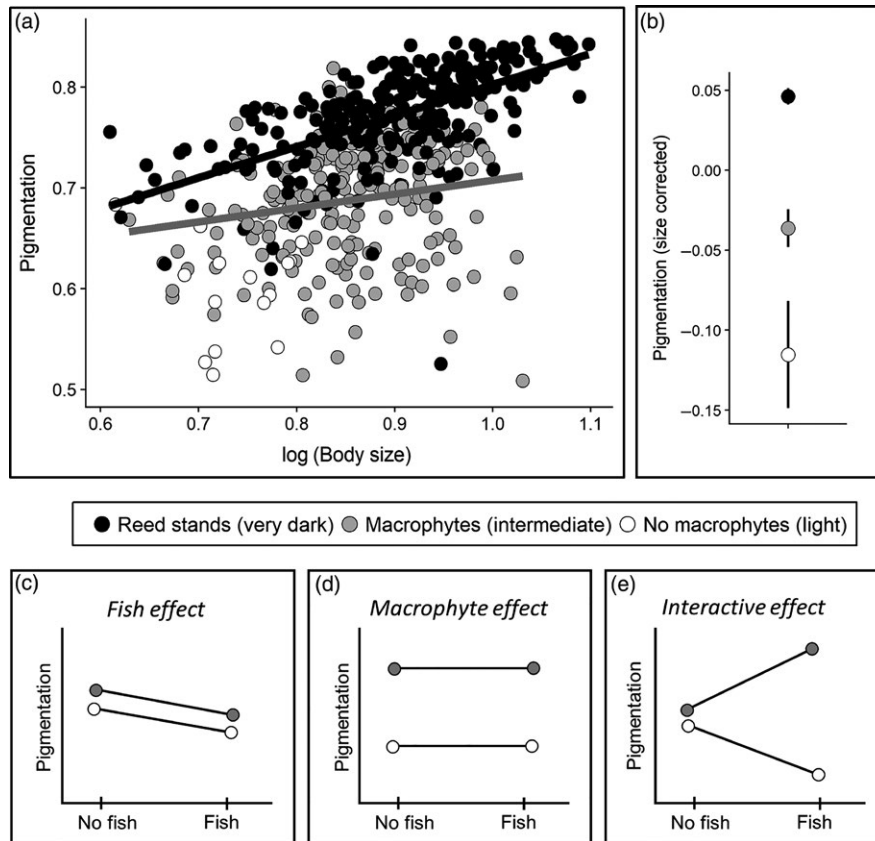 (a)
Pigmentation
0.8
0.7
0.6
0.5
0.6 0.7 0.8 0.9 1.0 1.1
log (Body size)
(b)
Pigmentation (size corrected)
0.05
0.00
−0.05
−0.10
−0.15
Reed stands (very dark) Macrophytes (intermediate) No macrophytes (light)
(c)
Fish effect
Pigmentation
No fish Fish
(d)
Macrophyte effect
Pigmentation
No fish Fish
(e)
Interactive effect
Pigmentation
No fish Fish